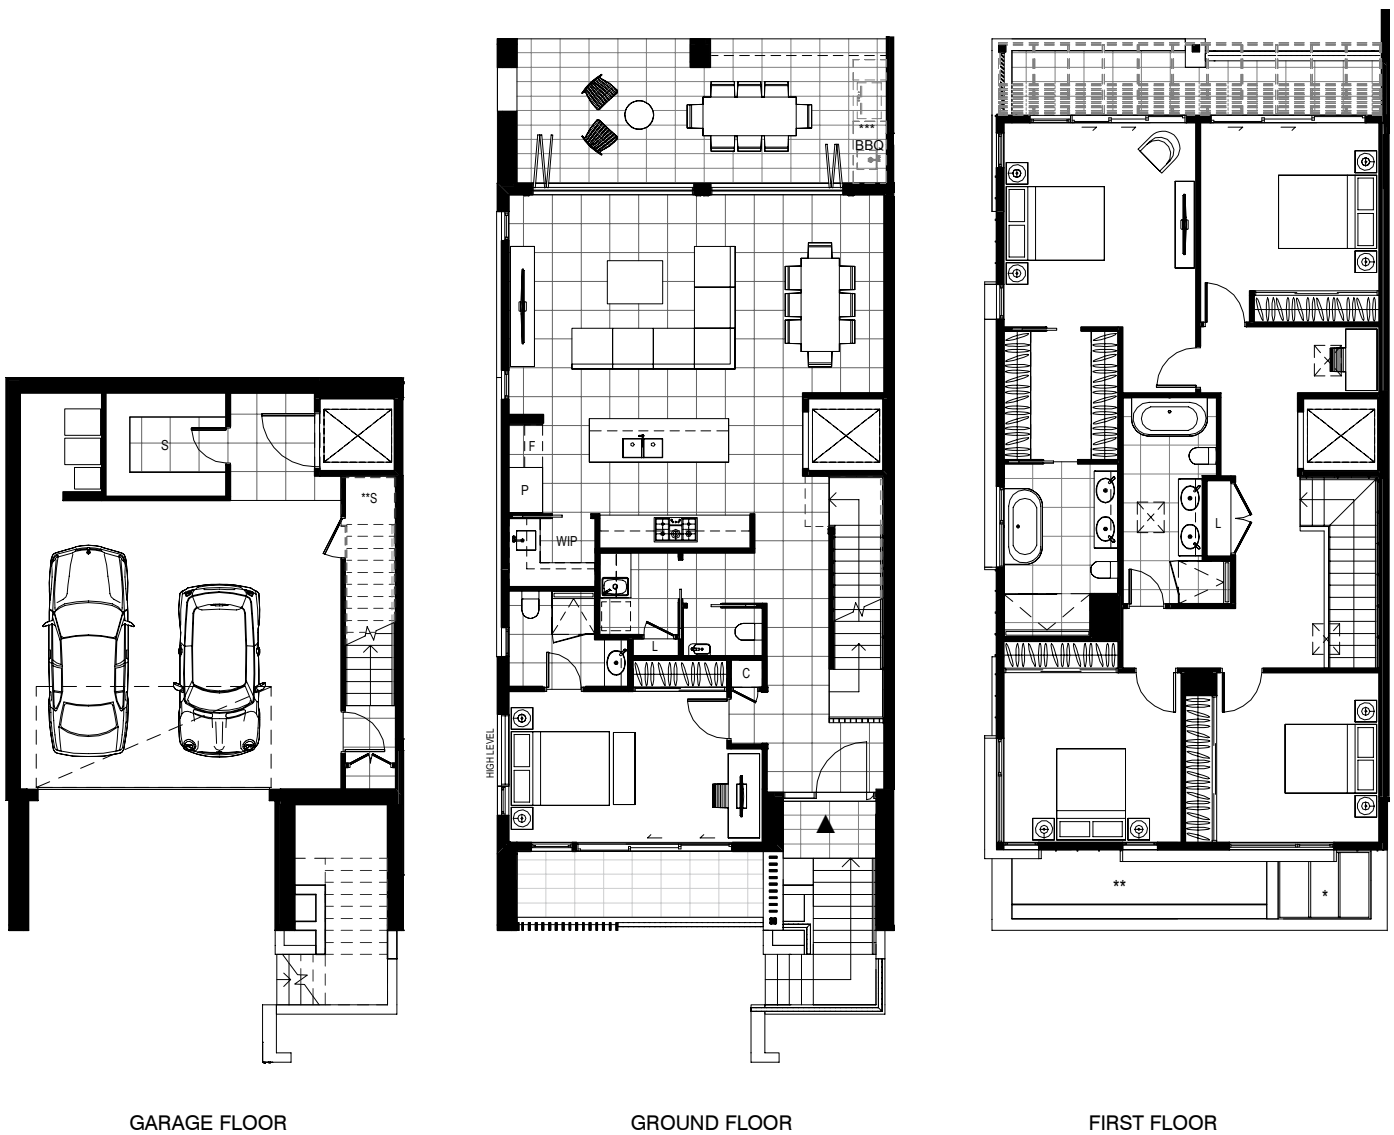 S
**S
***
BBQ
F
P
WIP
L
C
HIGH LEVEL
L
**
*
GARAGE FLOOR
GROUND FLOOR
FIRST FLOOR